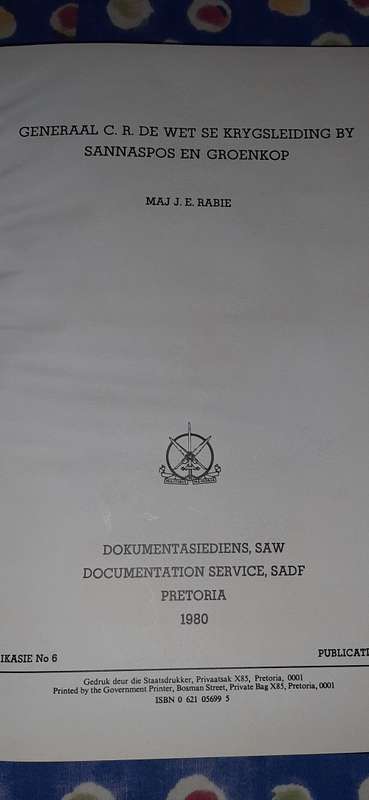 GENERAAL C. R. DE WET SE KRYGSLEIDING BY
SANNASPOS EN GROENKOP
MAJ J. E. RABIE
DOKUMENTASIEDIENS, SAW
DOCUMENTATION SERVICE, SADF
PRETORIA
1980
IKASIE No 6 PUBLICATI
Gedruk deur die Staatsdrukker, Privaatsak X85, Pretoria, 0001
Printed by the Government Printer, Bosman Street, Private Bag X85, Pretoria, 0001
ISBN 0 621 05699 5